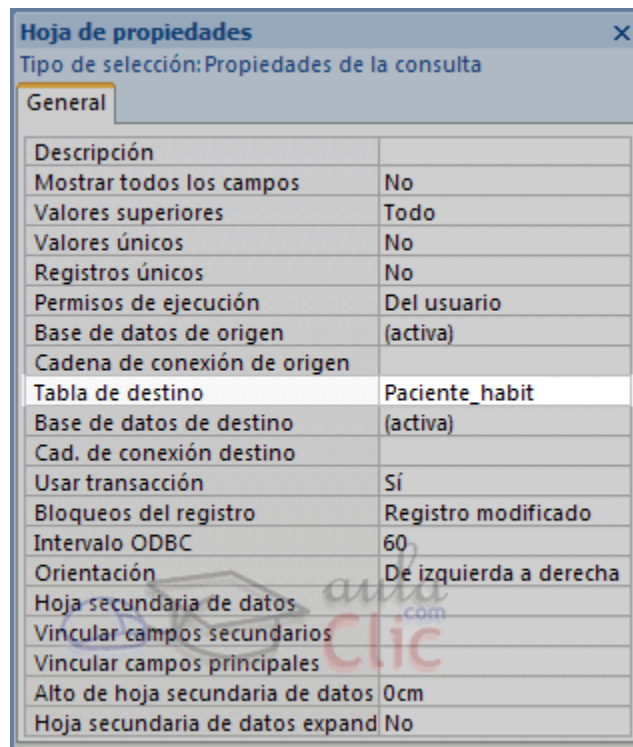 Hoja de propiedades
Tipo de selección: Propiedades de la consulta
General
Descripción
Mostrar todos los campos No
Valores superiores Todo
Valores únicos No
Registros únicos No
Permisos de ejecución Del usuario
Base de datos de origen (activa)
Cadena de conexión de origen
Tabla de destino Paciente_habit
Base de datos de destino (activa)
Cad. de conexión destino
Usar transacción Sí
Bloqueos del registro Registro modificado
Intervalo ODBC 60
Orientación De izquierda a derecha
Hoja secundaria de datos
Vincular campos secundarios
Vincular campos principales
Alto de hoja secundaria de datos 0cm
Hoja secundaria de datos expand No
aula
.com
Clic